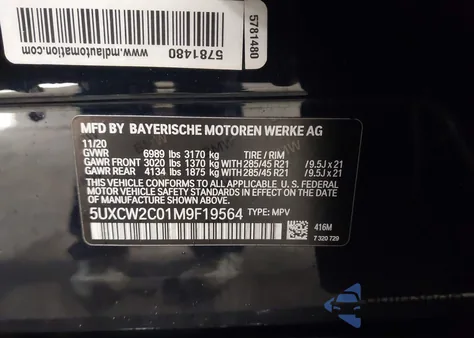 www.mdiautomation.com
5781480
5781480
MFD BY BAYERISCHE MOTOREN WERKE AG
11/20
GVWR 6989 lbs 3170 kg TIRE / RIM
GAWR FRONT 3020 lbs 1370 kg WITH 285/45 R21 / 9.5J x 21
GAWR REAR 4134 lbs 1875 kg WITH 285/45 R21 / 9.5J x 21
THIS VEHICLE CONFORMS TO ALL APPLICABLE U. S. FEDERAL
MOTOR VEHICLE SAFETY STANDARDS IN EFFECT ON THE
DATE OF MANUFACTURE SHOWN ABOVE.
5UXCW2C01M9F19564 TYPE: MPV
416M
7 320 729